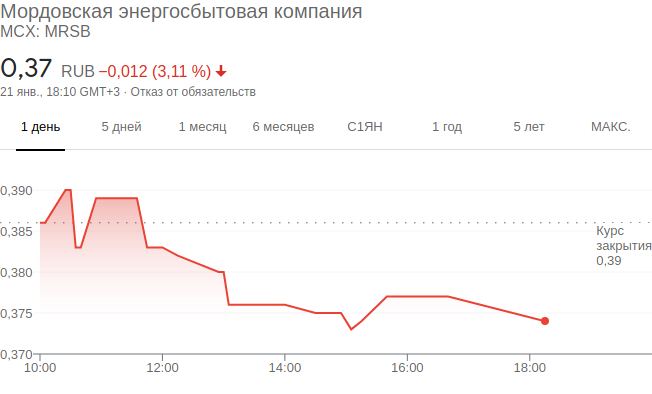 Мордовская энергосбытовая компания
MCX: MRSB
0,37 RUB −0,012 (3,11 %)
21 янв., 18:10 GMT+3 · Отказ от обязательств
1 день 5 дней 1 месяц 6 месяцев С1ЯН 1 год 5 лет МАКС.
0,390
0,385
0,380
0,375
0,370
Курс
закрытия
0,39
10:00 12:00 14:00 16:00 18:00